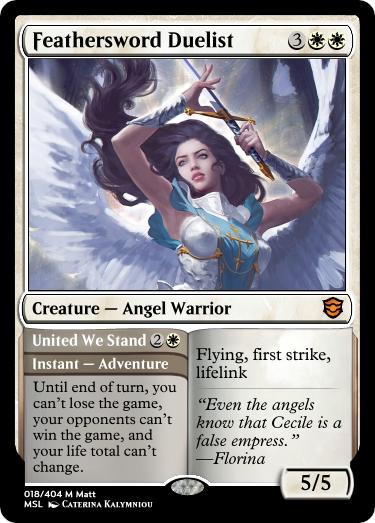 Feathersword Duelist 3
Creature — Angel Warrior
United We Stand 2
Instant — Adventure
Until end of turn, you
can't lose the game,
your opponents can't
win the game, and
your life total can't
change.
Flying, first strike,
lifelink
“Even the angels
know that Cecile is a
false empress.”
—Florina
5/5
018/404 M Matt
MSL Caterina Kalymniou